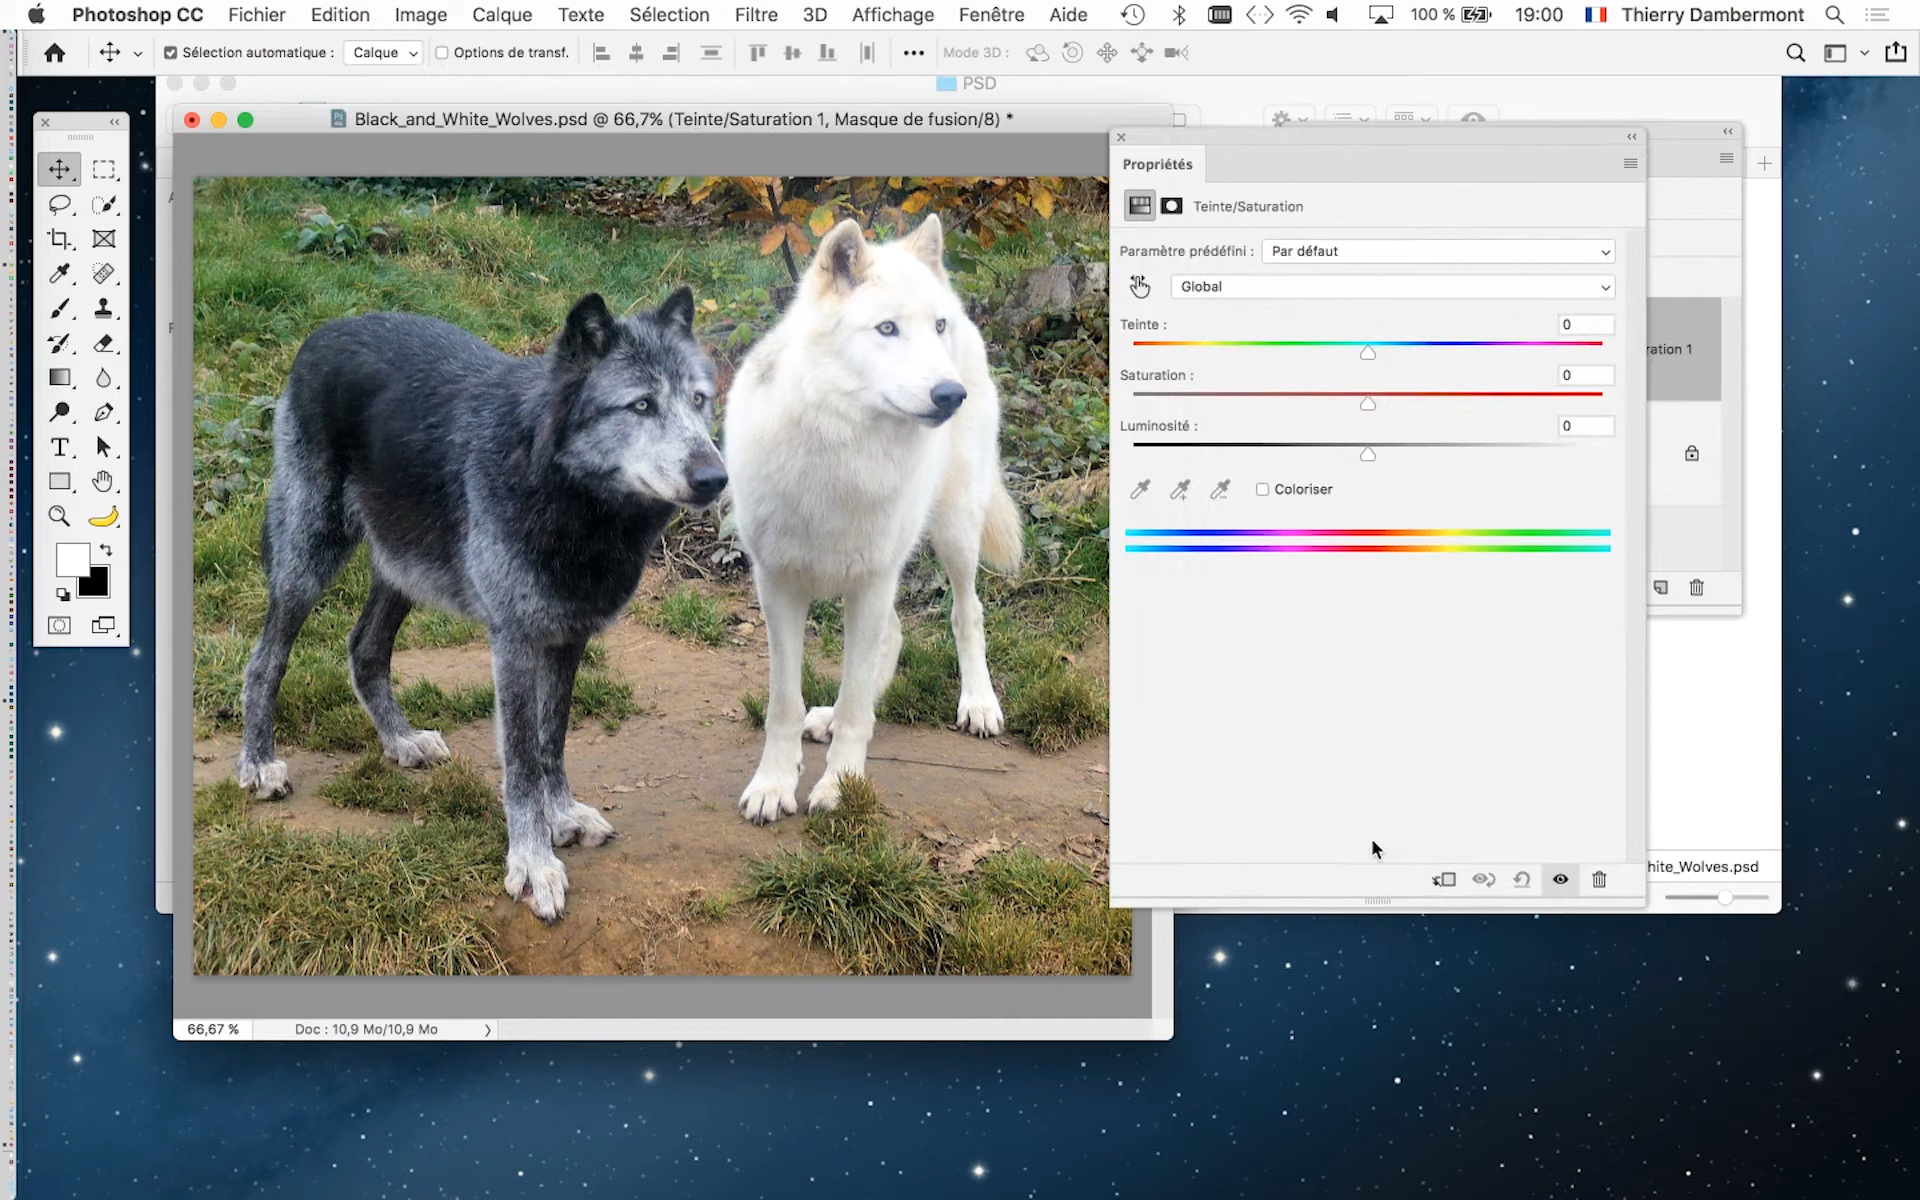 Photoshop CC Fichier Edition Image Calque Texte Sélection Filtre 3D Affichage Fenêtre Aide 100 % 19:00 Thierry Dambermont
Sélection automatique : Calque Options de transf. Mode 3D :
PSD
Black_and_White_Wolves.psd @ 66,7% (Teinte/Saturation 1, Masque de fusion/8) *
Propriétés
Teinte/Saturation
Paramètre prédéfini : Par défaut
Global
Teinte : 0
Saturation : 0
ration 1
Luminosité : 0
Coloriser
hite_Wolves.psd
66,67 % Doc : 10,9 Mo/10,9 Mo